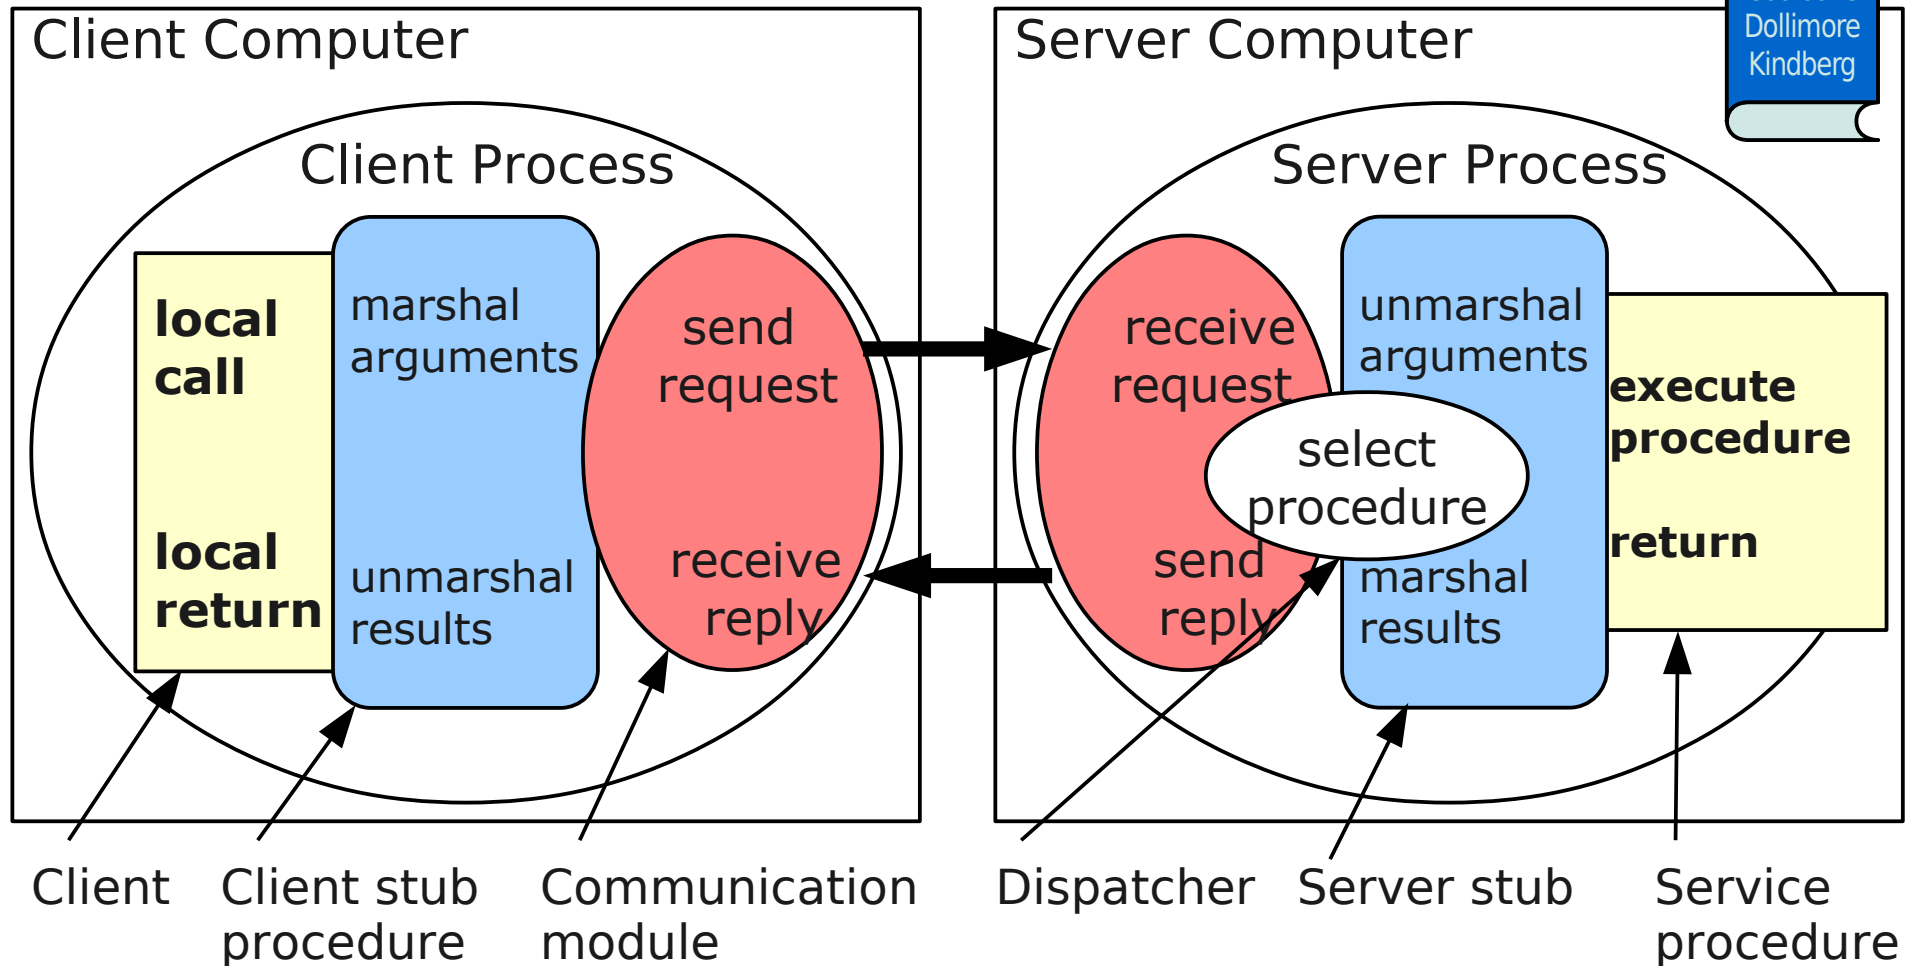 Client Computer
Server Computer
Dollimore
Kindberg
Client Process
Server Process
local
call
marshal
arguments
send
request
receive
request
unmarshal
arguments
execute
procedure
select
procedure
local
return
unmarshal
results
receive
reply
send
reply
marshal
results
return
Client
Client stub
procedure
Communication
module
Dispatcher
Server stub
Service
procedure